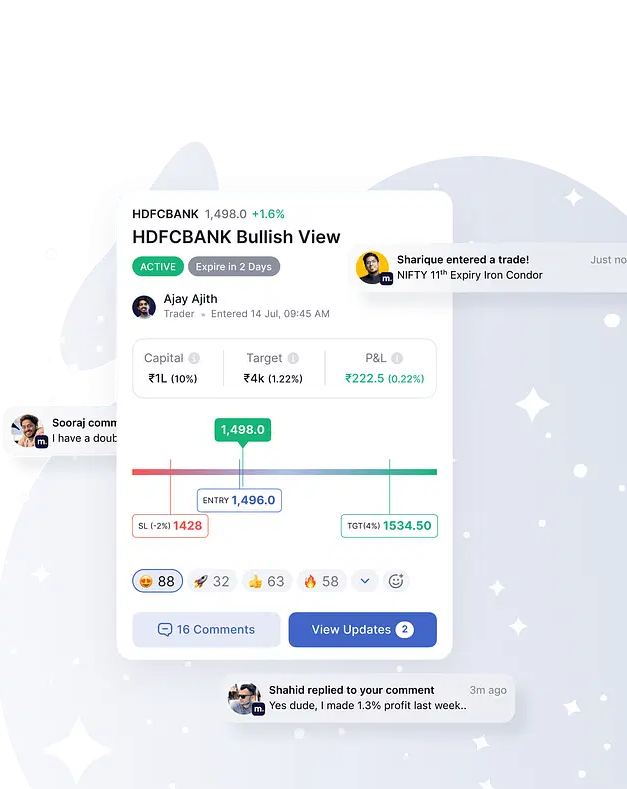 HDFCBANK 1,498.0 +1.6%
HDFCBANK Bullish View
ACTIVE Expire in 2 Days
Sharique entered a trade! Just no
NIFTY 11th Expiry Iron Condor
m.
Ajay Ajith
Trader Entered 14 Jul, 09:45 AM
Capital Target P&L
₹1L (10%) ₹4k (1.22%) ₹222.5 (0.22%)
Sooraj comm
I have a doub
m.
1,498.0
ENTRY 1,496.0
SL (-2%) 1428 TGT(4%) 1534.50
88 32 63 58
16 Comments View Updates 2
Shahid replied to your comment 3m ago
Yes dude, I made 1.3% profit last week..
m.